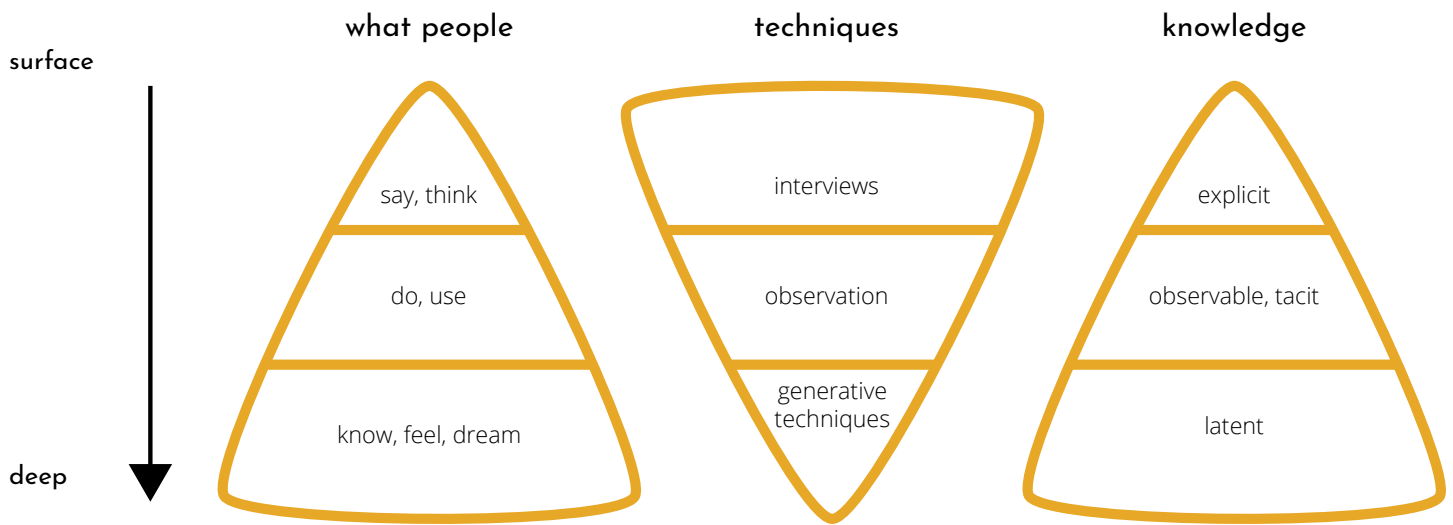 what people
techniques
knowledge
surface
say, think
interviews
explicit
do, use
observation
observable, tacit
know, feel, dream
generative
techniques
latent
deep